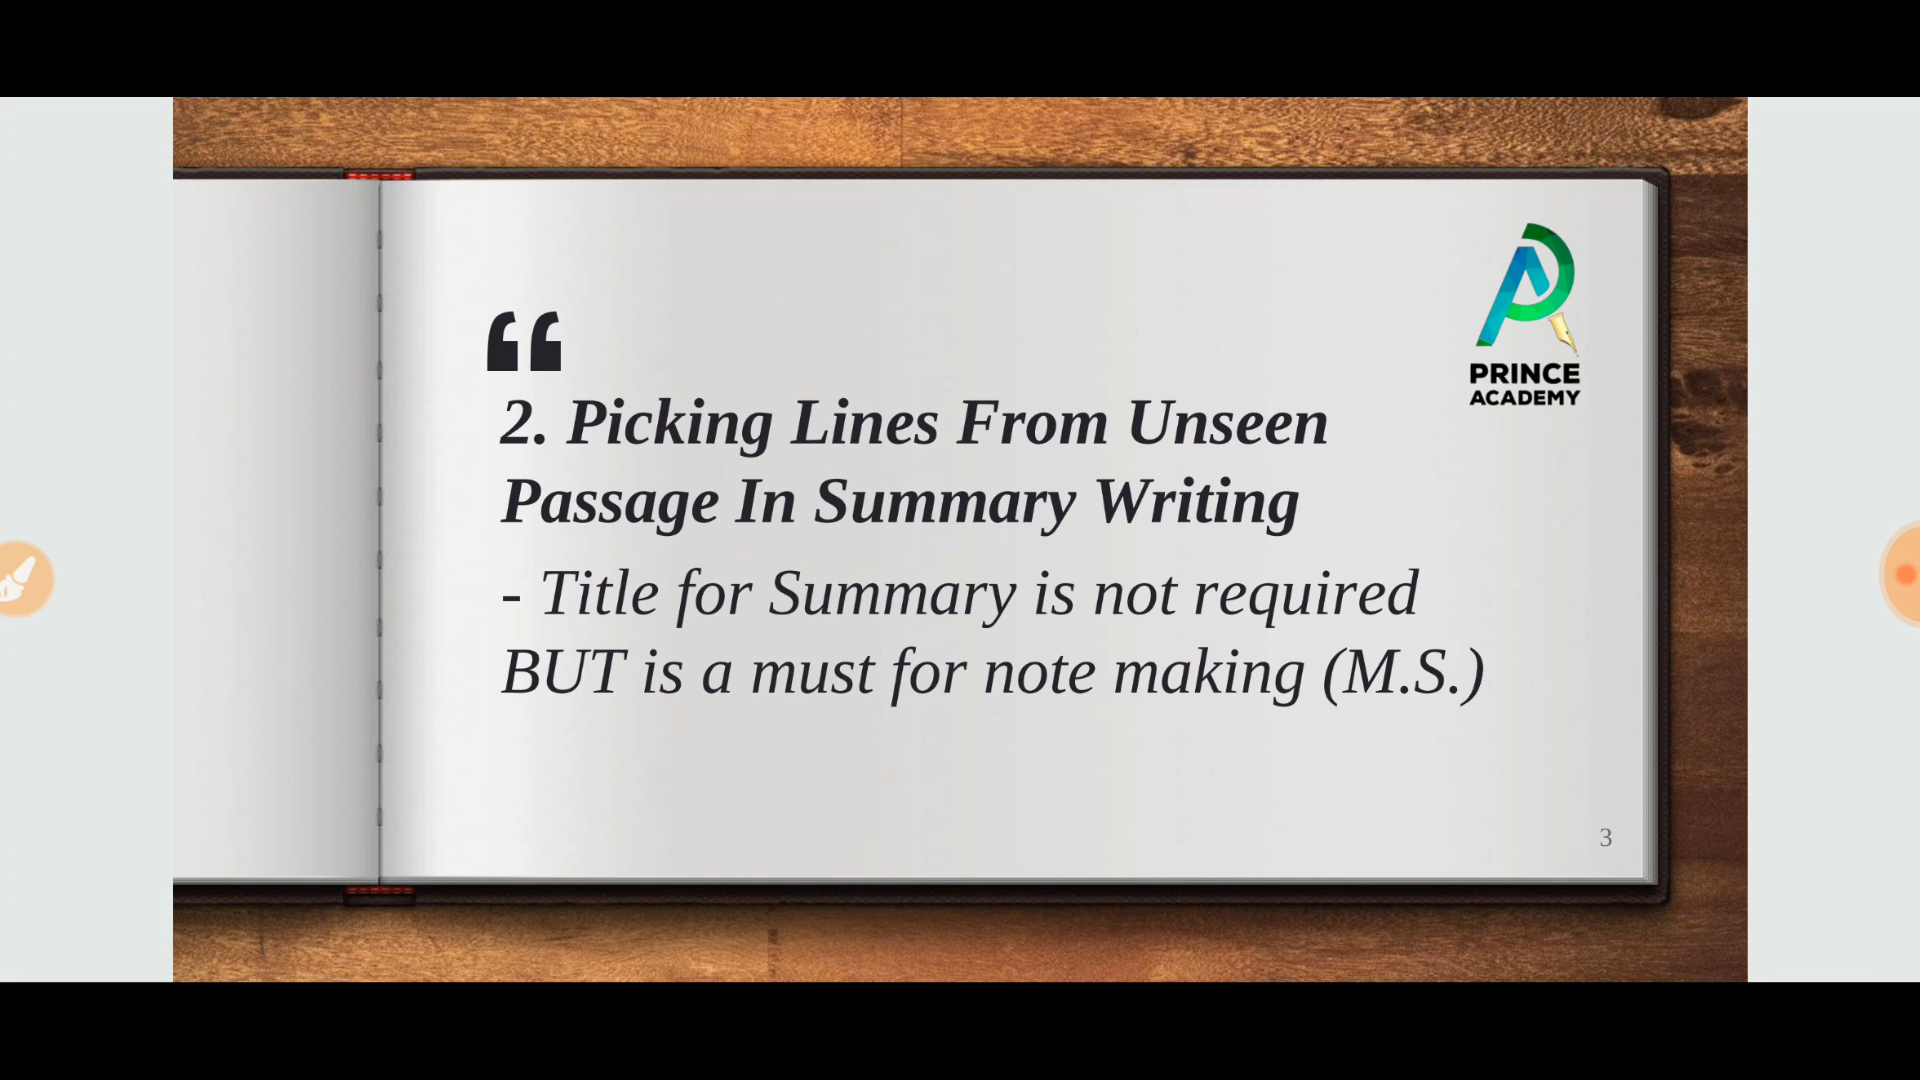 PRINCE
ACADEMY
“
2. Picking Lines From Unseen
Passage In Summary Writing
- Title for Summary is not required
BUT is a must for note making (M.S.)
3